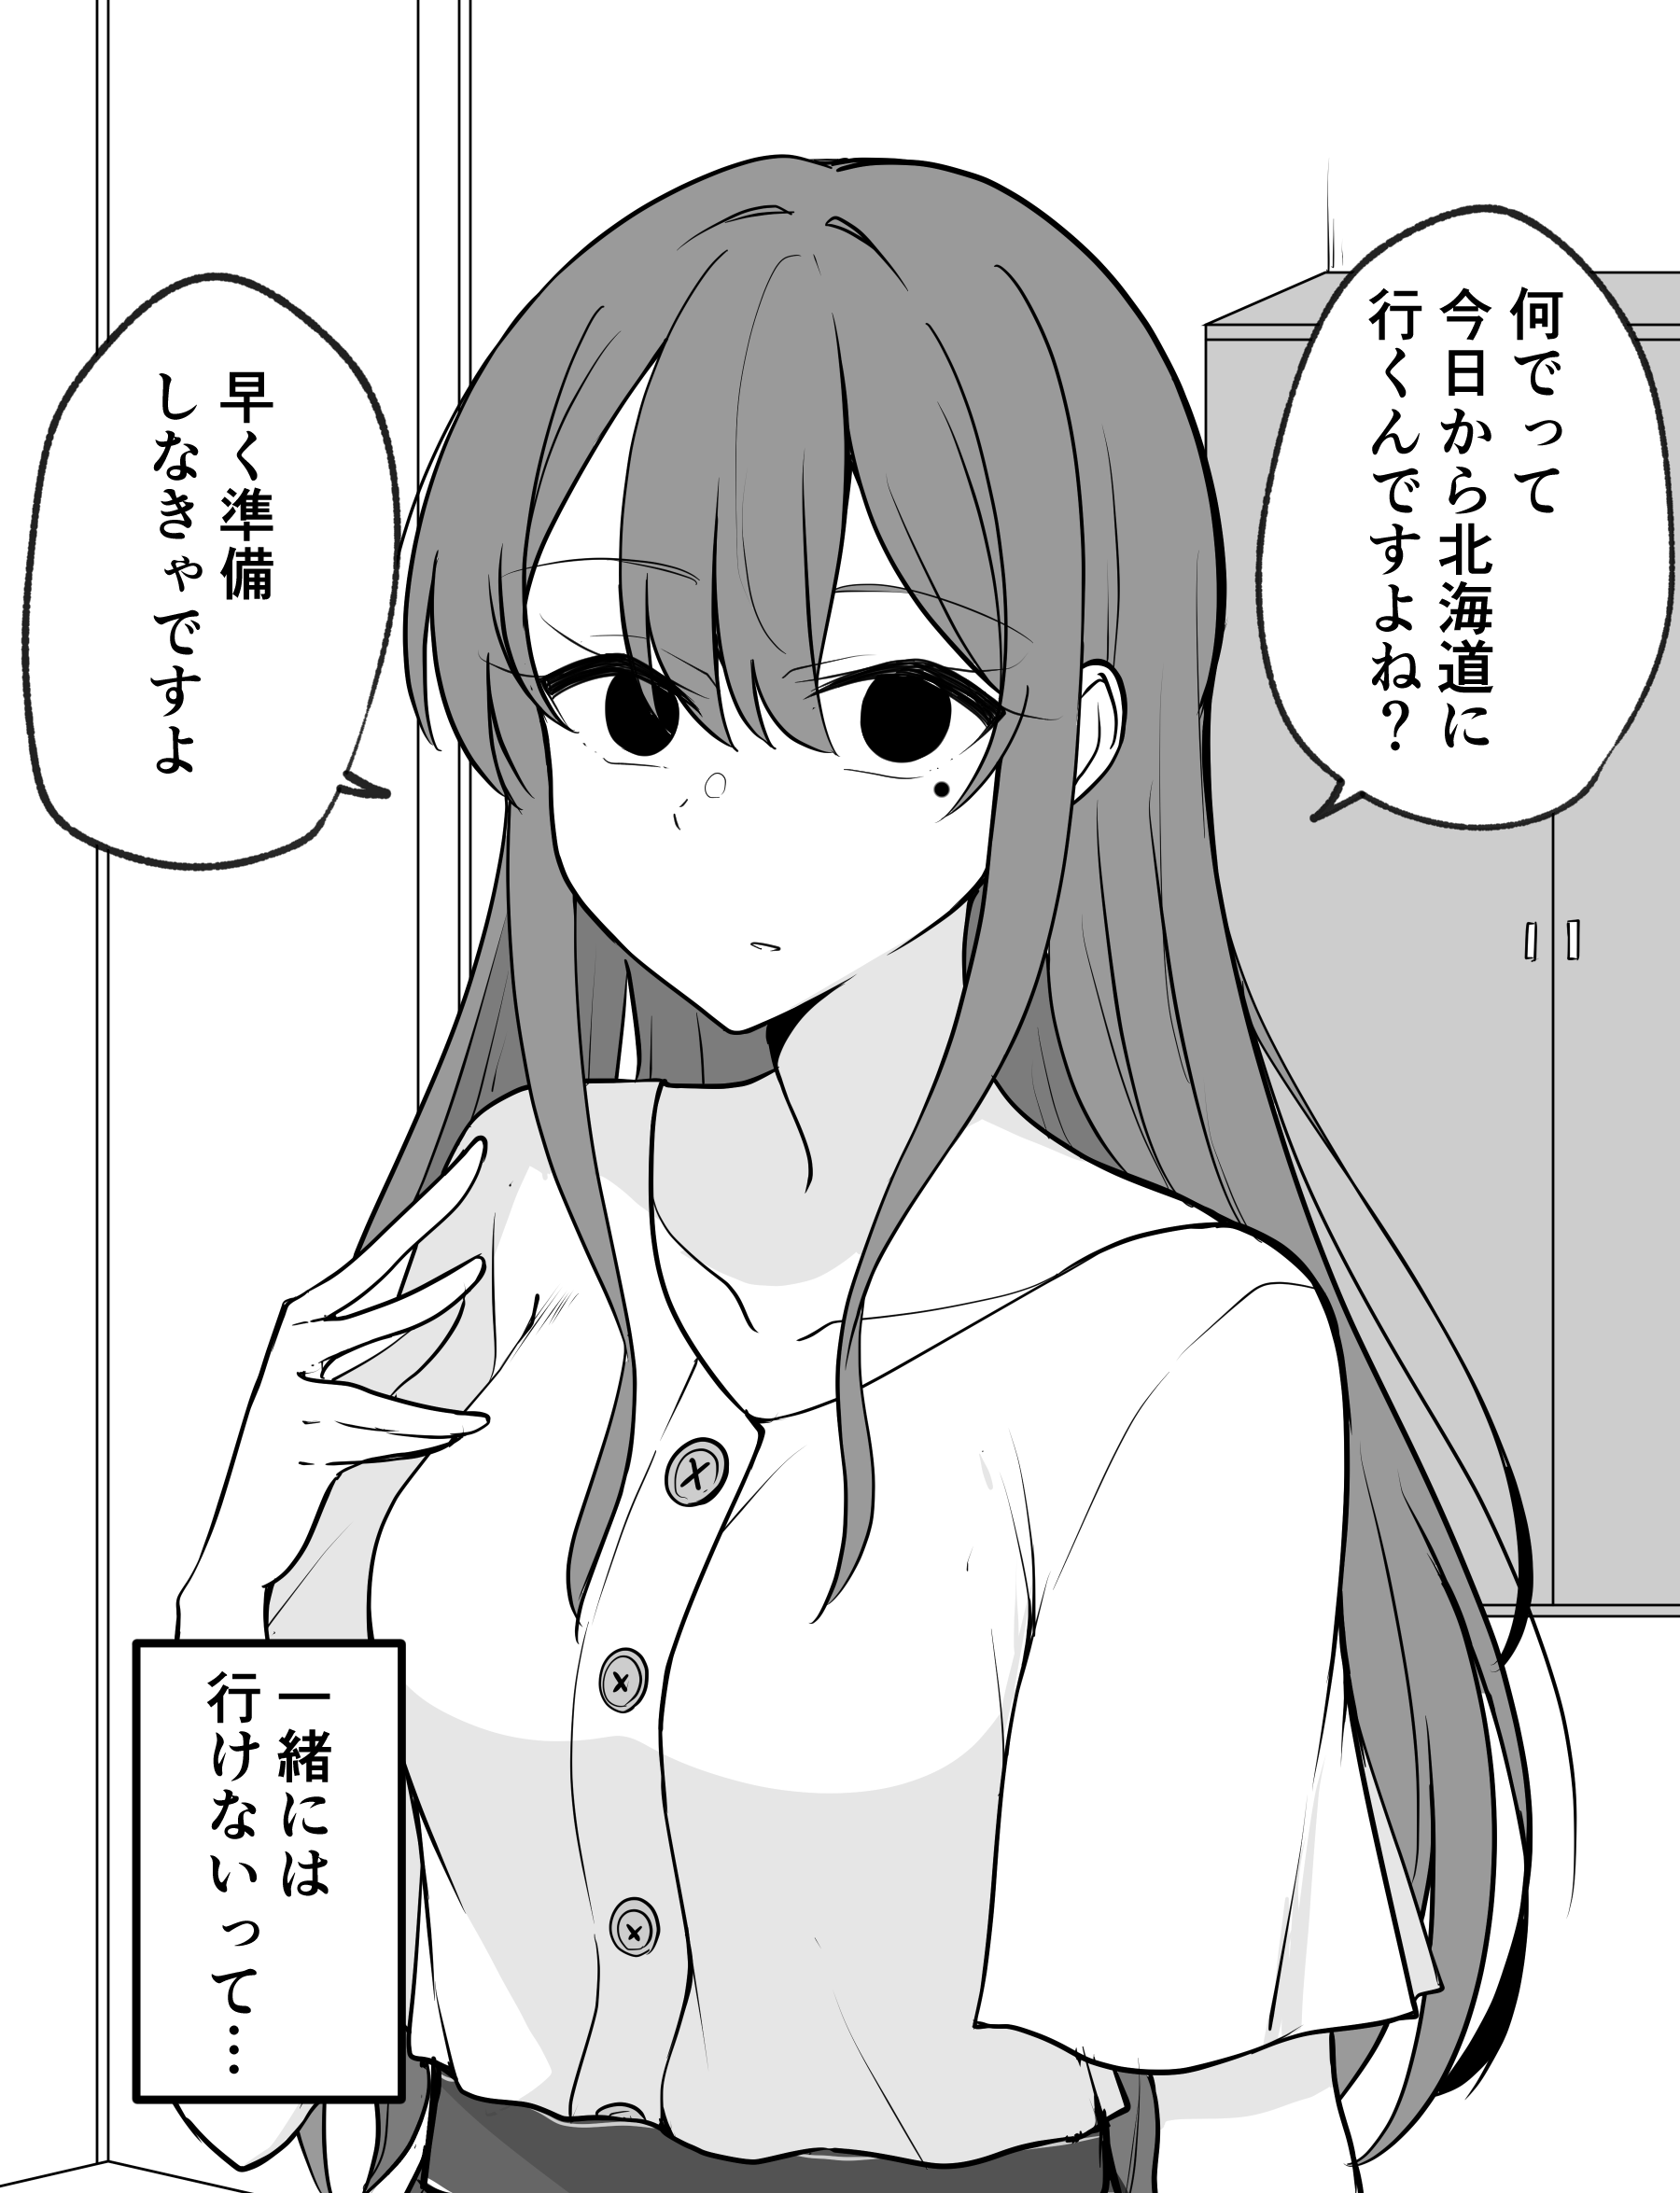 何でって
今日から北海道に
行くんですよね?
早く準備
しなきゃですよ
一緒には
行けないって……